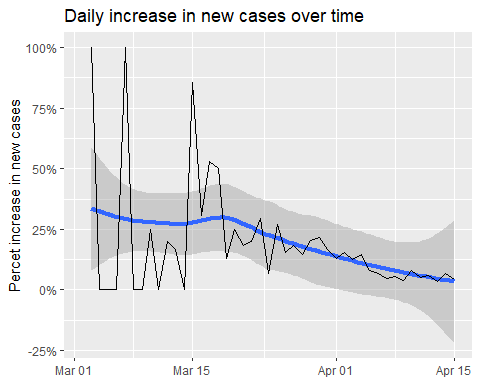 Daily increase in new cases over time
100%
75%
50%
25%
0%
-25%
Percet increase in new cases
Mar 01
Mar 15
Apr 01
Apr 15